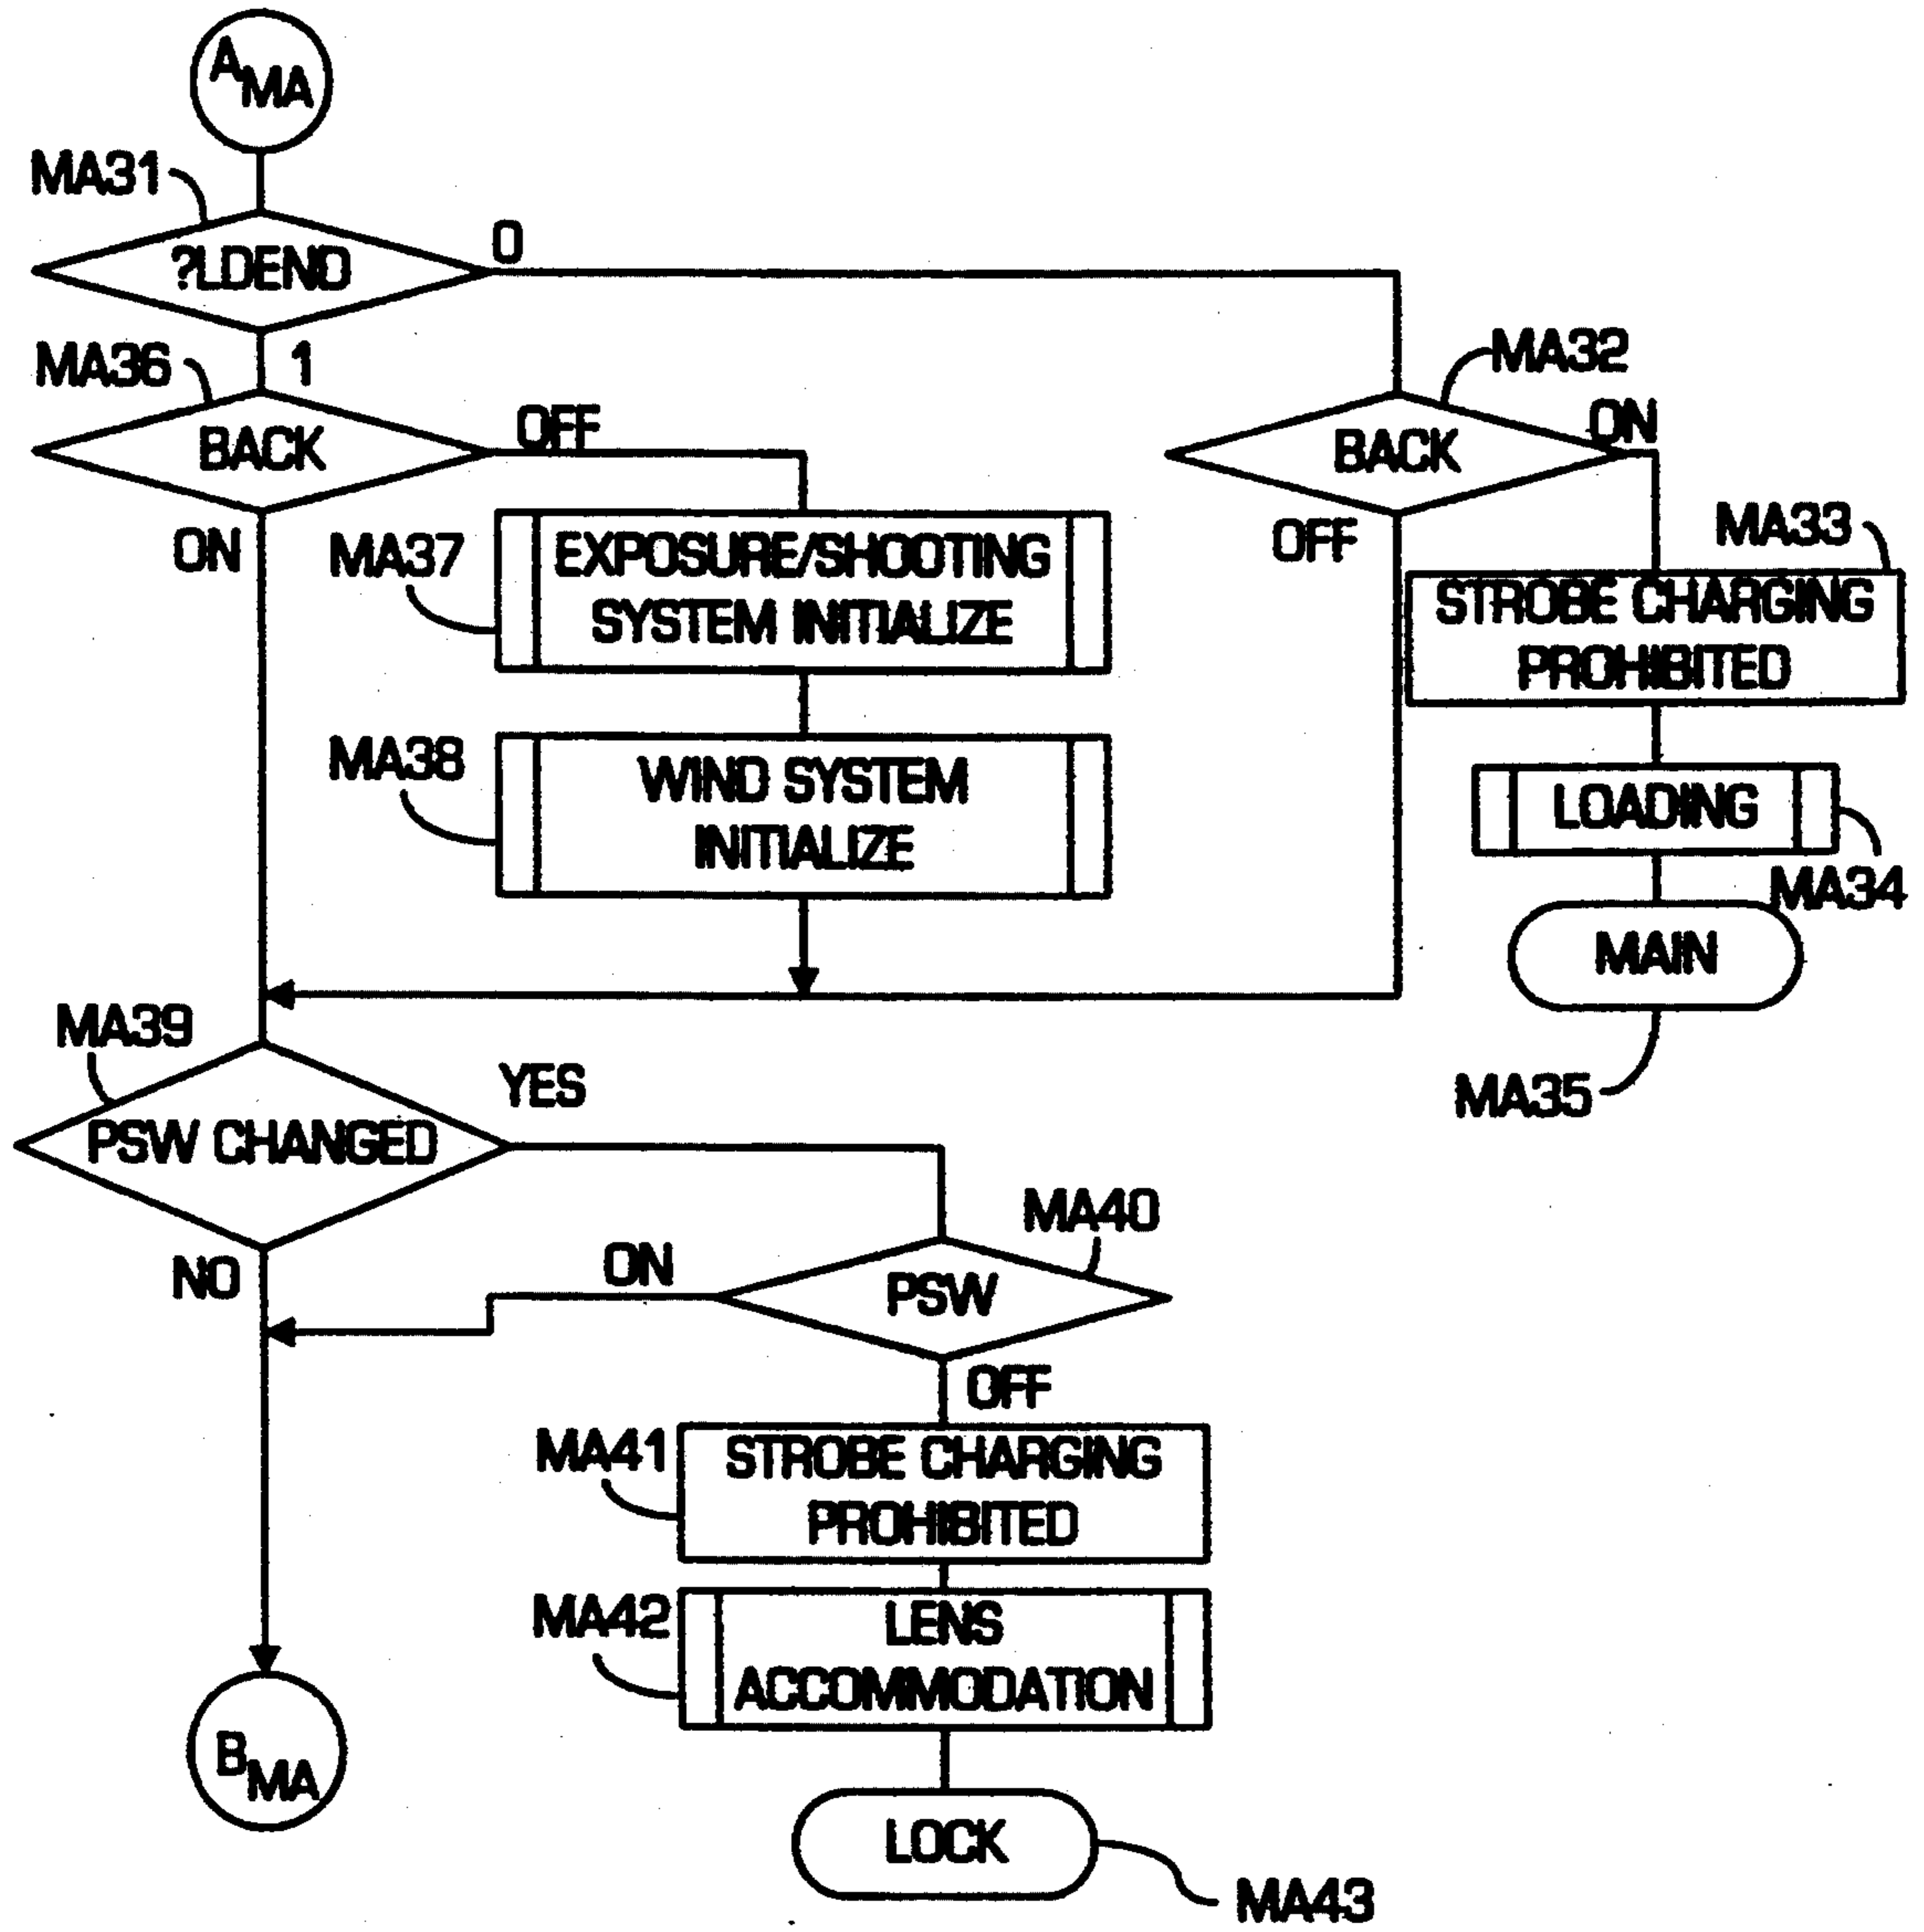 A MA
MA31
?LDEND
0
MA36
1
MA32
BACK
OFF
BACK
ON
ON
MA37
EXPOSURE/SHOOTING
SYSTEM INITIALIZE
OFF
MA33
STROBE CHARGING
PROHIBITED
MA38
WIND SYSTEM
INITIALIZE
LOADING
MA34
MAIN
MA35
MA39
PSW CHANGED
YES
MA40
NO
ON
PSW
OFF
MA41
STROBE CHARGING
PROHIBITED
MA42
LENS
ACCOMMODATION
B MA
LOCK
MA43